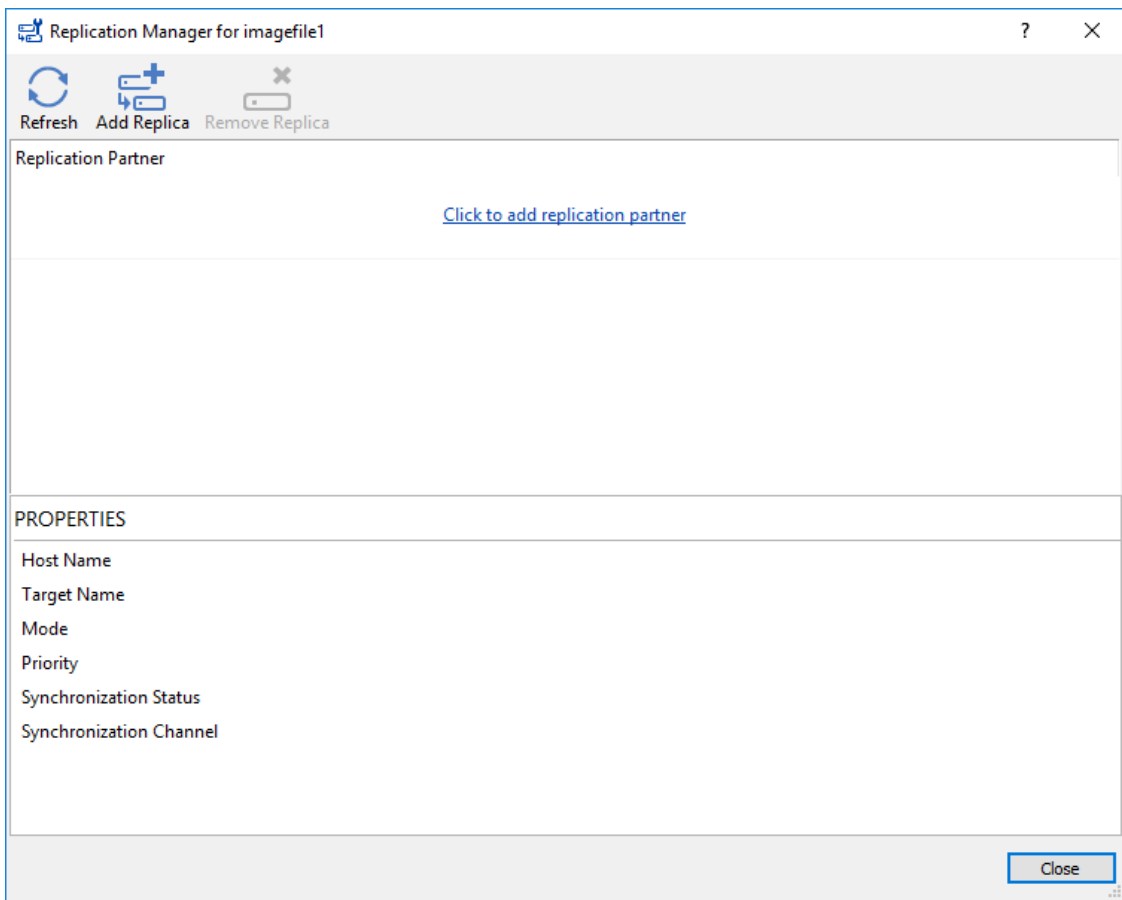 Replication Manager for imagefile1
?
Refresh Add Replica Remove Replica
Replication Partner
Click to add replication partner
PROPERTIES
Host Name
Target Name
Mode
Priority
Synchronization Status
Synchronization Channel
Close